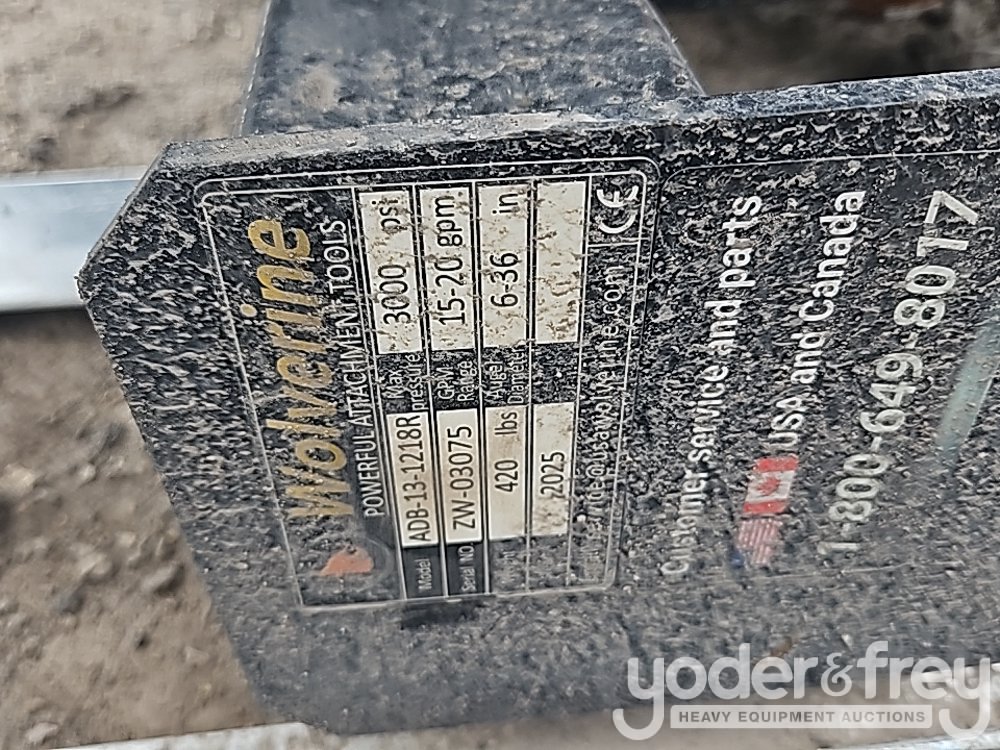 Wolverine
POWERFUL ATTACHMENT TOOLS
Model ADB-13-1218R Max pressure 3000 psi
Serial NO. ZW-03075 GPM Range 15-20 gpm
420 lbs Auger Diameter 6-36 in
2025
CE
Customer service and parts
USA and Canada
1-800-649-8017
yoder&frey
HEAVY EQUIPMENT AUCTIONS